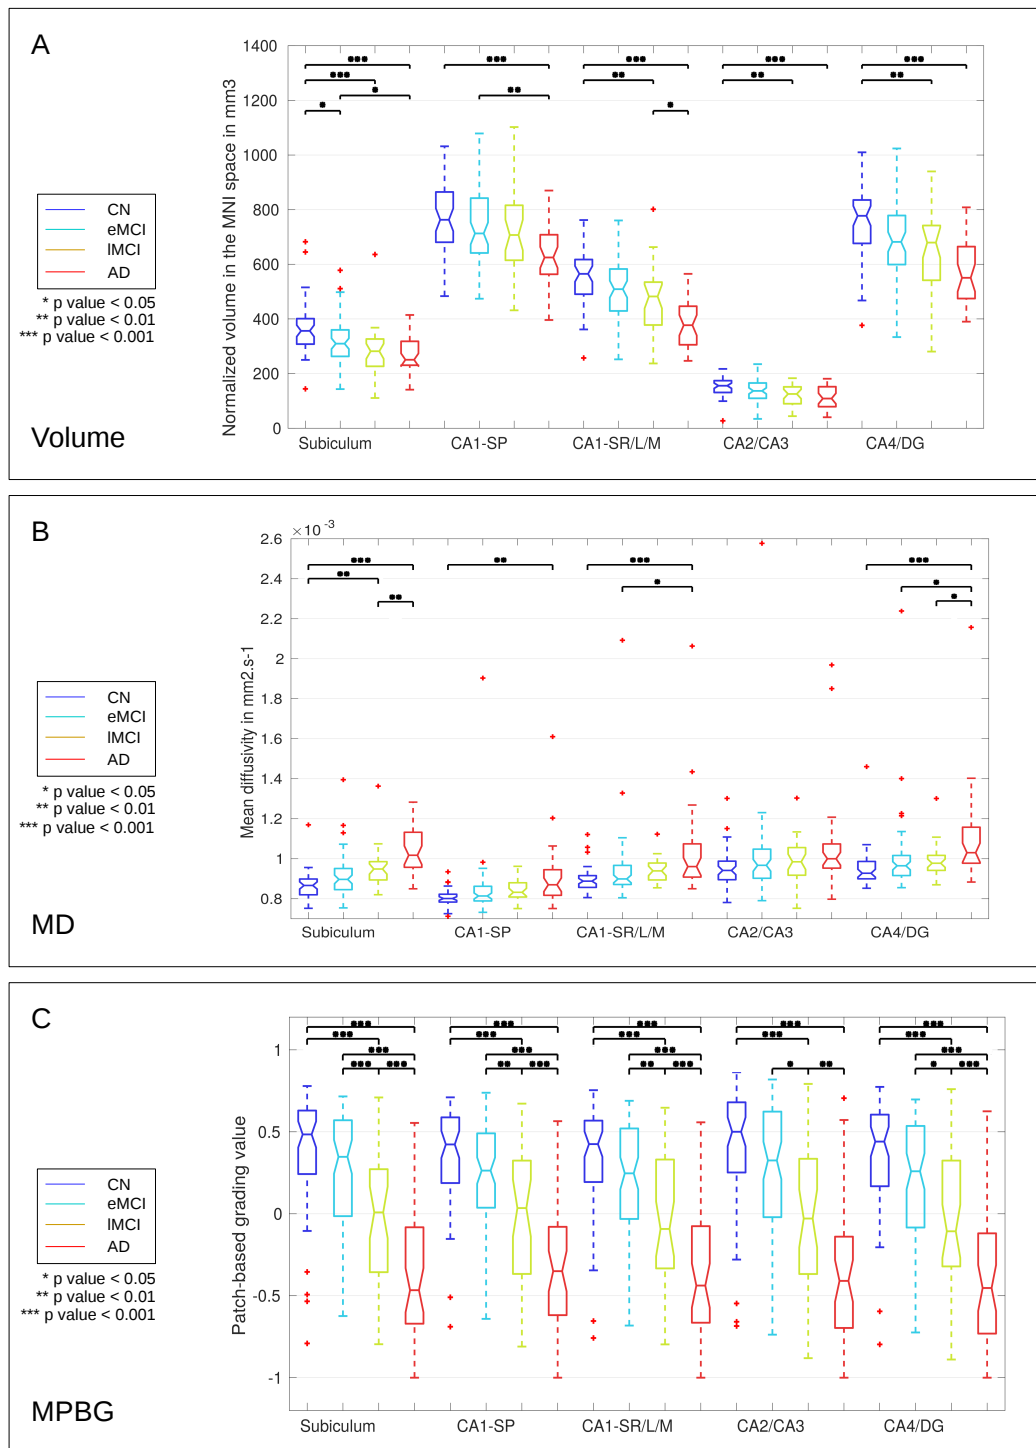 A
1400
1200
1000
800
600
400
200
0
Normalized volume in the MNI space in mm3
CN
eMCI
lMCI
AD
* p value < 0.05
** p value < 0.01
*** p value < 0.001
Volume
*** *** *** *** ***
*** ** ** **
* ** 
* ** *
Subiculum CA1-SP CA1-SR/L/M CA2/CA3 CA4/DG
B
× 10 -3
2.6
2.4
2.2
2
1.8
1.6
1.4
1.2
1
0.8
Mean diffusivity in mm2.s-1
CN
eMCI
lMCI
AD
* p value < 0.05
** p value < 0.01
*** p value < 0.001
MD
*** ** *** ***
** * *
** *
Subiculum CA1-SP CA1-SR/L/M CA2/CA3 CA4/DG
C
1
0.5
0
-0.5
-1
Patch-based grading value
CN
eMCI
lMCI
AD
* p value < 0.05
** p value < 0.01
*** p value < 0.001
MPBG
*** *** *** *** ***
*** *** *** *** ***
*** *** *** ***
*** *** ** *** ** *** * ** * ***
Subiculum CA1-SP CA1-SR/L/M CA2/CA3 CA4/DG